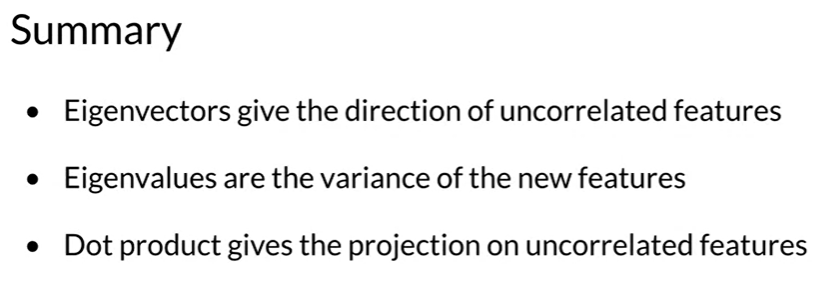 Summary
• Eigenvectors give the direction of uncorrelated features
• Eigenvalues are the variance of the new features
• Dot product gives the projection on uncorrelated features